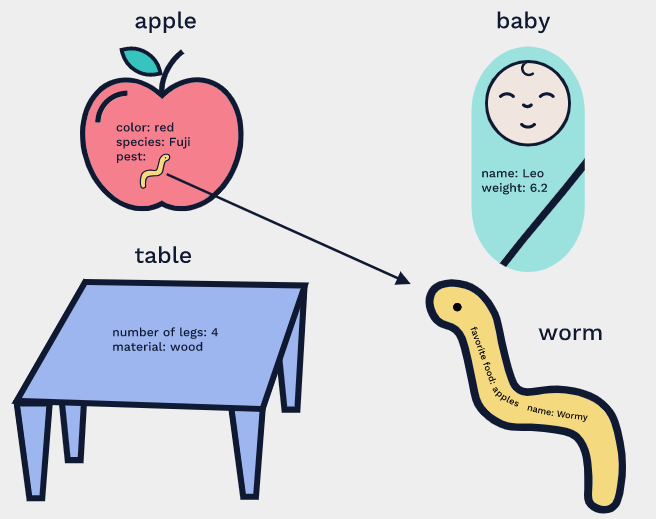 apple
color: red
species: Fuji
pest:
baby
name: Leo
weight: 6.2
table
number of legs: 4
material: wood
worm
favorite food: apples
name: Wormy